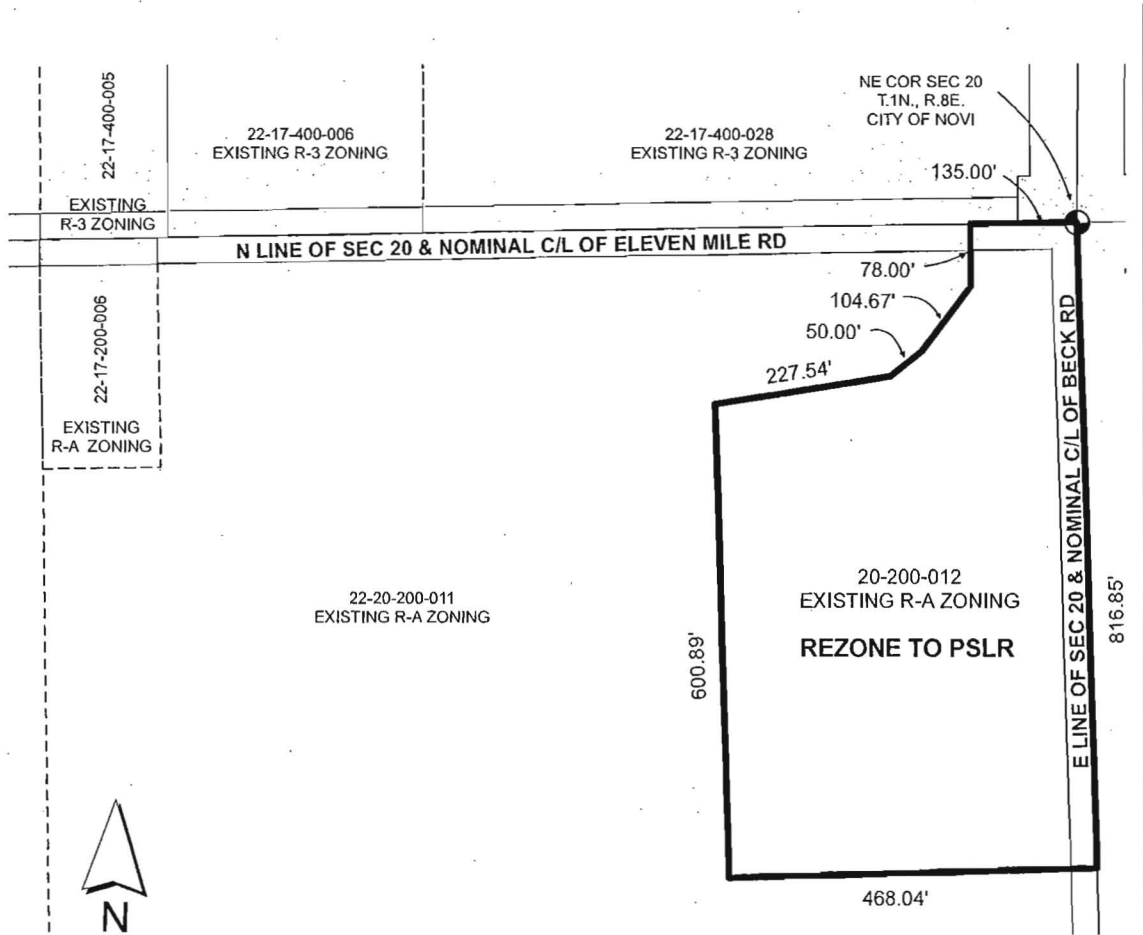 22-17-400-005
EXISTING
R-3 ZONING
22-17-400-006
EXISTING R-3 ZONING
22-17-400-028
EXISTING R-3 ZONING
NE COR SEC 20
T.1N., R.8E.
CITY OF NOVI
135.00'
N LINE OF SEC 20 & NOMINAL C/L OF ELEVEN MILE RD
78.00'
104.67'
50.00'
227.54'
22-17-200-006
EXISTING
R-A ZONING
22-20-200-011
EXISTING R-A ZONING
600.89'
20-200-012
EXISTING R-A ZONING
REZONE TO PSLR
E LINE OF SEC 20 & NOMINAL C/L OF BECK RD
816.85'
468.04'
N